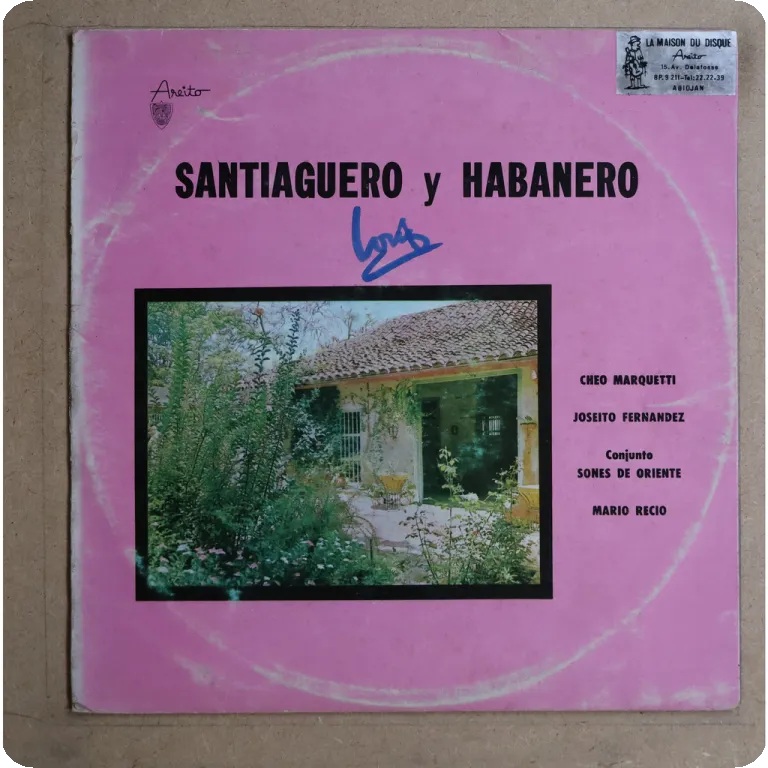 Areito
LA MAISON DU DISQUE
Areito
15.Av. Delafosse
BP.9 211-Tel:22.22-39
ABIDJAN
SANTIAGUERO y HABANERO
CHEO MARQUETTI
JOSEITO FERNANDEZ
Conjunto
SONES DE ORIENTE
MARIO RECIO